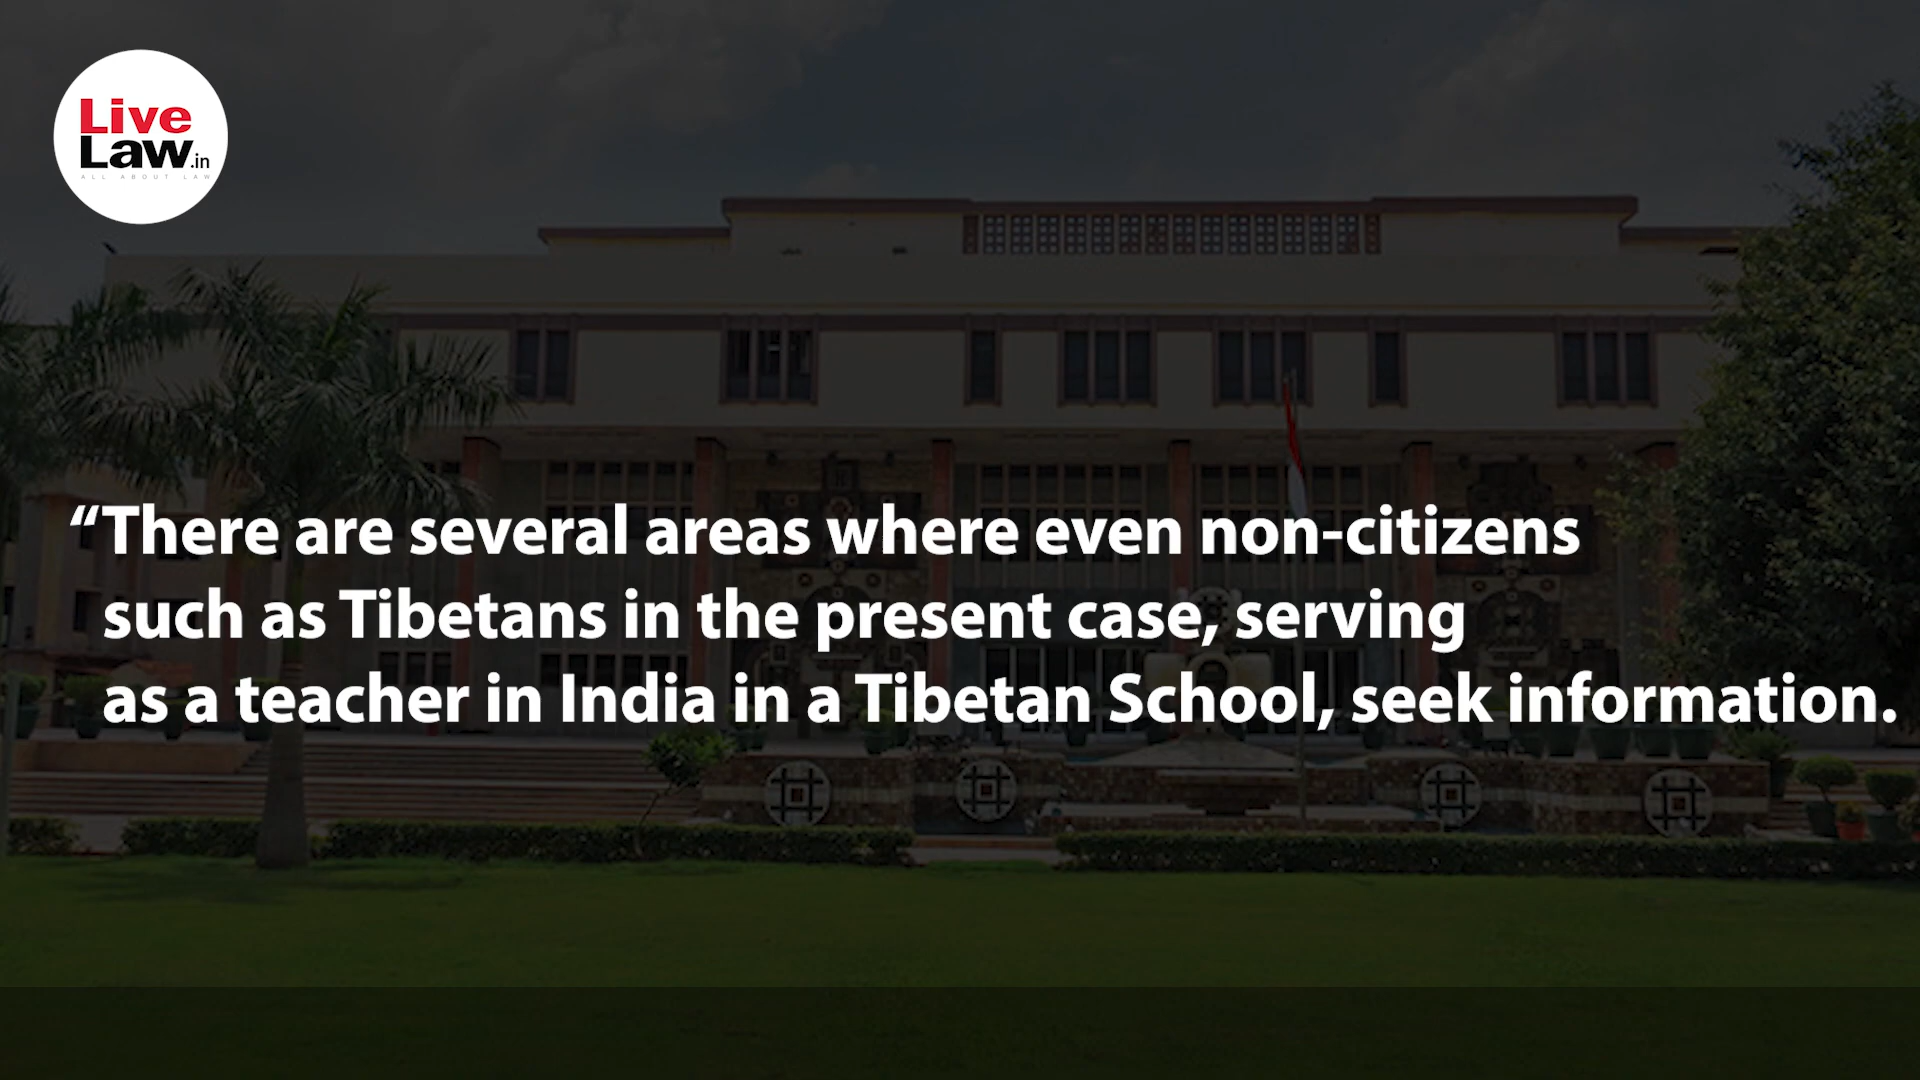 Live
Law.in
ALL ABOUT LAW
“There are several areas where even non-citizens
such as Tibetans in the present case, serving
as a teacher in India in a Tibetan School, seek information.